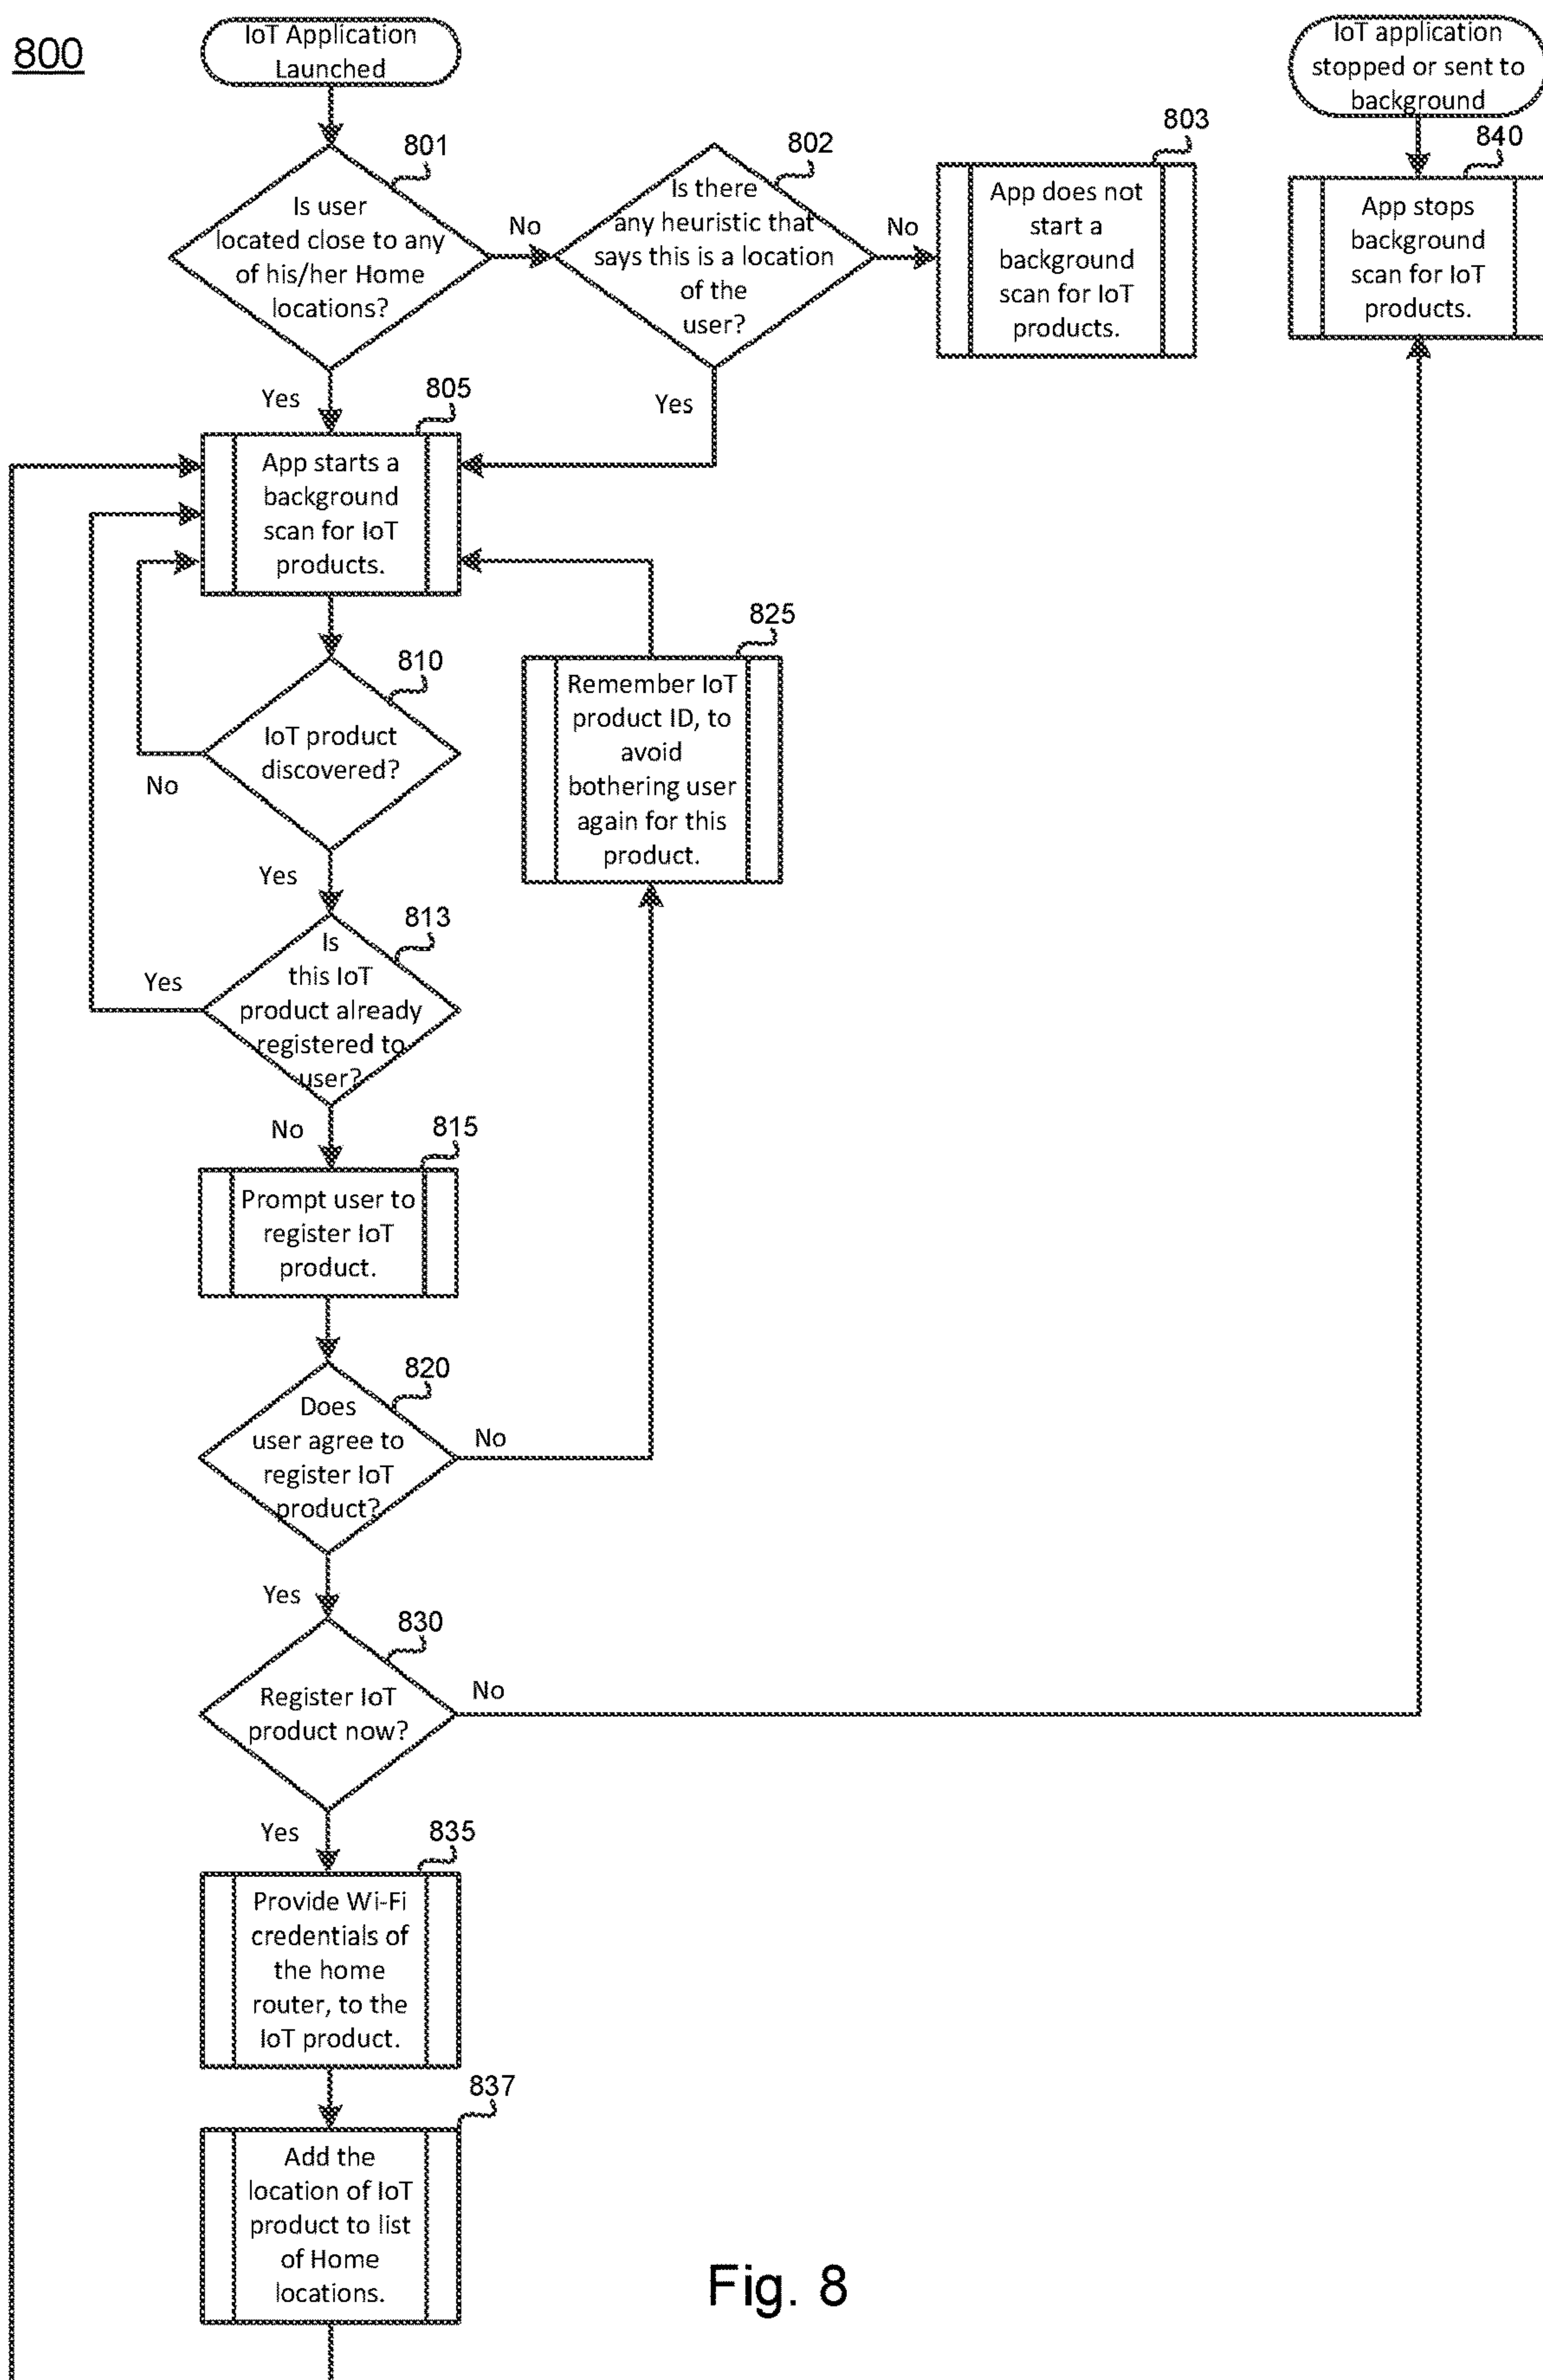 800
IoT Application
Launched
IoT application
stopped or sent to
background
801
Is user
located close to any
of his/her Home
locations?
No
802
Is there
any heuristic that
says this is a location
of the
user?
No
803
App does not
start a
background
scan for IoT
products.
840
App stops
background
scan for IoT
products.
Yes
Yes
805
App starts a
background
scan for IoT
products.
810
IoT product
discovered?
No
825
Remember IoT
product ID, to
avoid
bothering user
again for this
product.
Yes
813
Is
this IoT
product already
registered to
user?
Yes
No
815
Prompt user to
register IoT
product.
820
Does
user agree to
register IoT
product?
No
Yes
830
Register IoT
product now?
No
Yes
835
Provide Wi-Fi
credentials of
the home
router, to the
IoT product.
837
Add the
location of IoT
product to list
of Home
locations.
Fig. 8